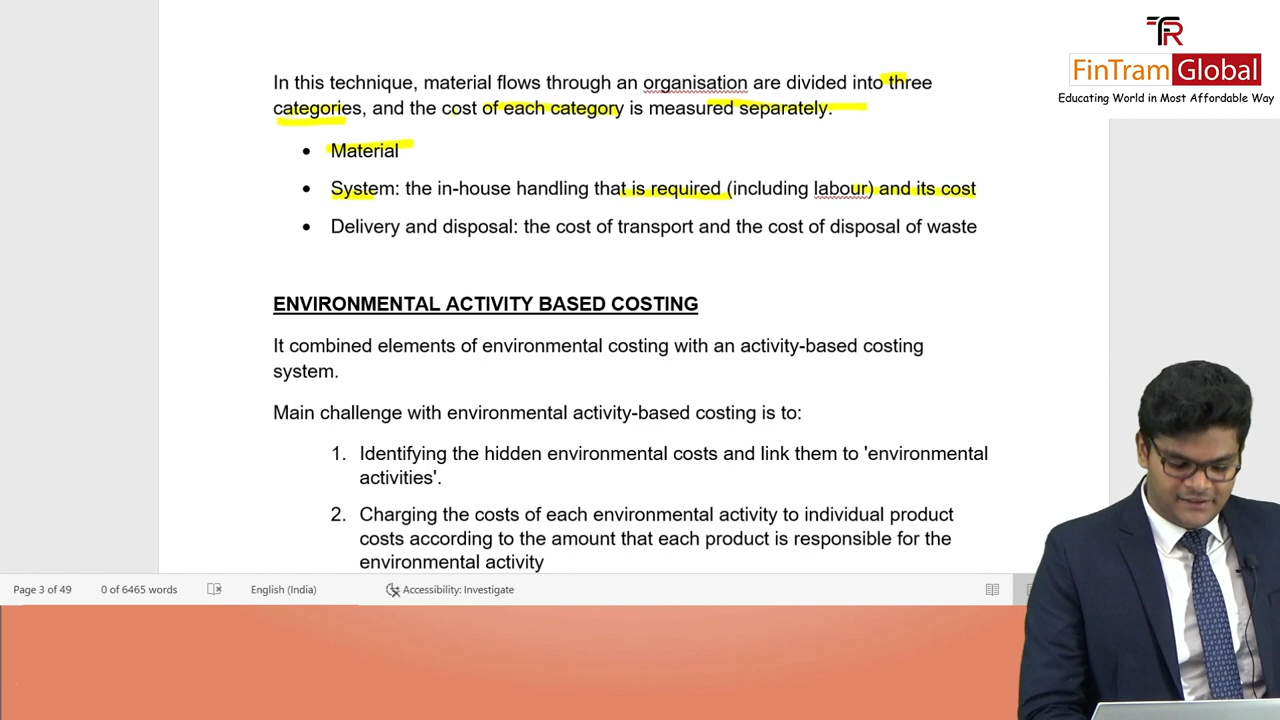 TR
FinTram Global
Educating World in Most Affordable Way
In this technique, material flows through an organisation are divided into three
categories, and the cost of each category is measured separately.
• Material
• System: the in-house handling that is required (including labour) and its cost
• Delivery and disposal: the cost of transport and the cost of disposal of waste
ENVIRONMENTAL ACTIVITY BASED COSTING
It combined elements of environmental costing with an activity-based costing
system.
Main challenge with environmental activity-based costing is to:
1. Identifying the hidden environmental costs and link them to 'environmental
activities'.
2. Charging the costs of each environmental activity to individual product
costs according to the amount that each product is responsible for the
environmental activity
Page 3 of 49 0 of 6465 words English (India) Accessibility: Investigate